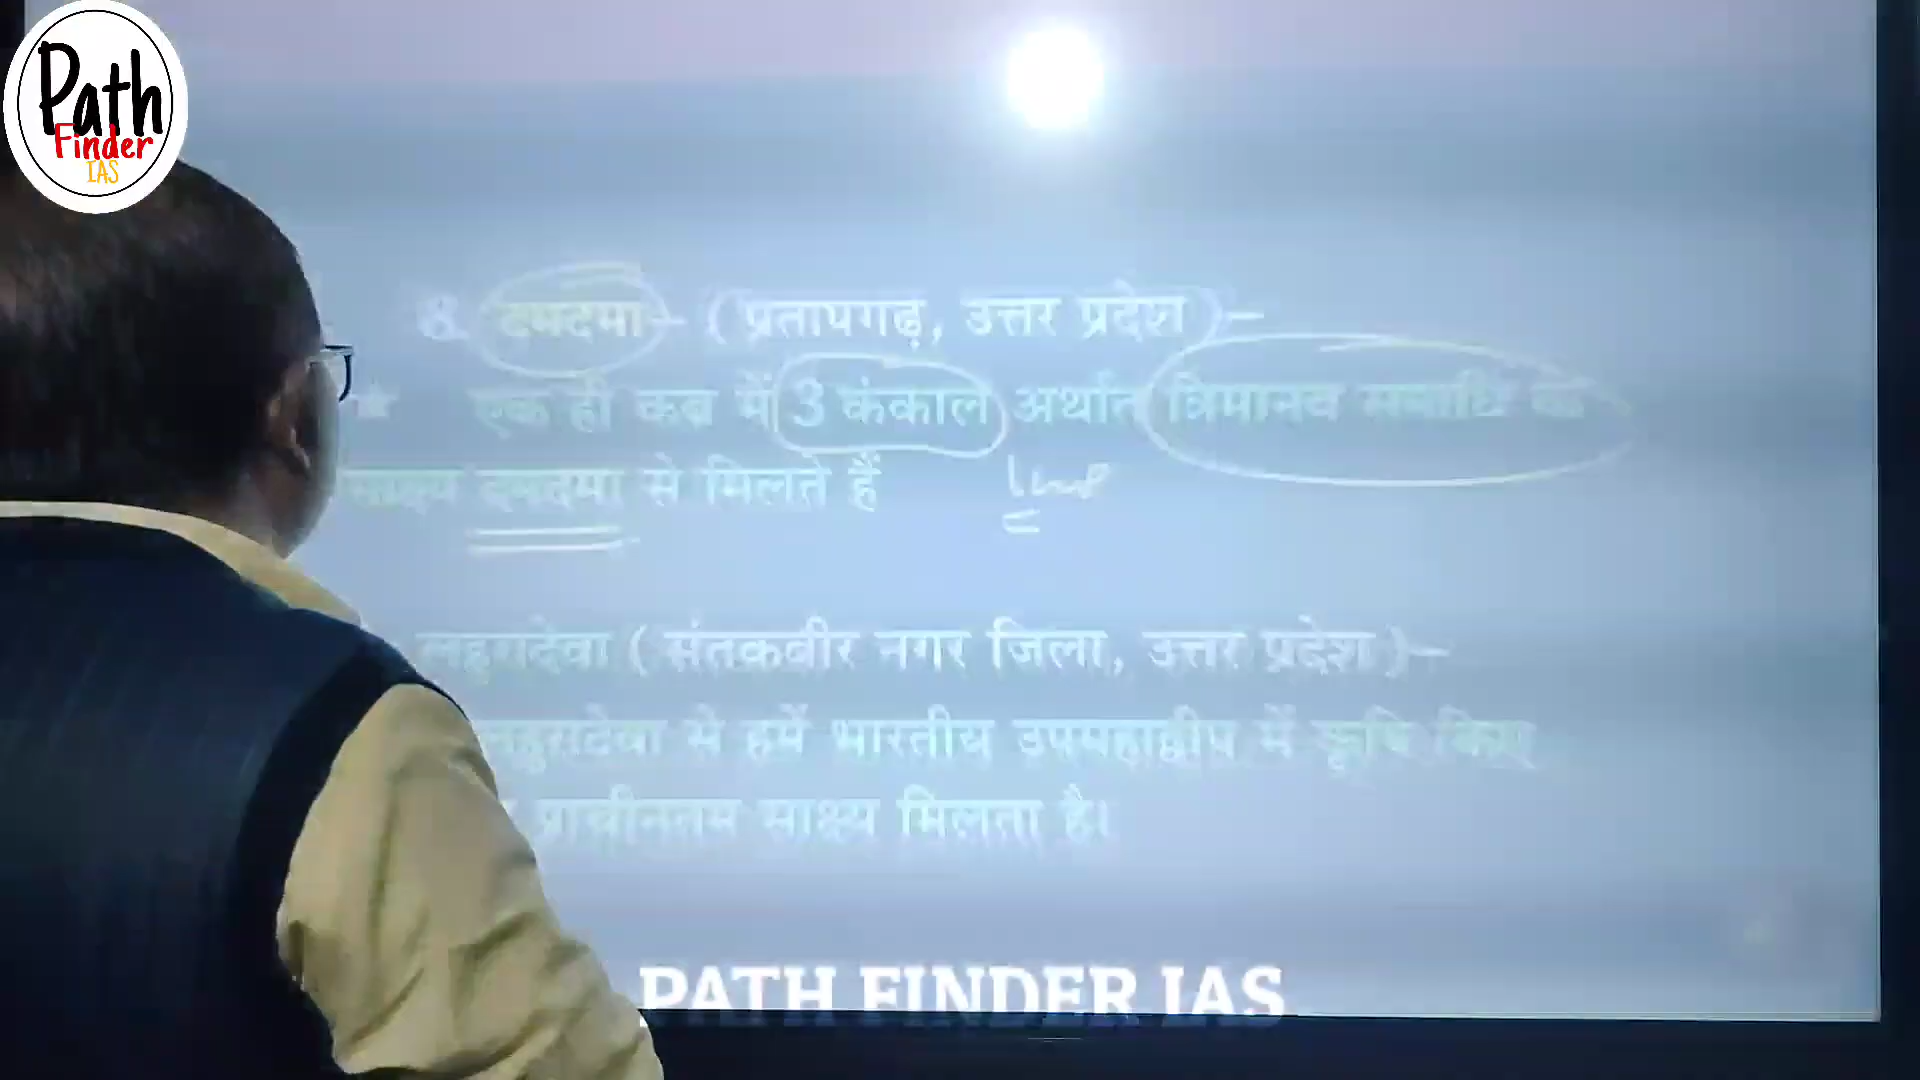 Path
Finder
IAS
8. दमदमा – ( प्रतापगढ़, उत्तर प्रदेश ) –
★ एक ही कब्र में 3 कंकाल अर्थात त्रिमानव समाधि के
साक्ष्य दमदमा से मिलते हैं
लहुरादेवा ( संतकबीर नगर जिला, उत्तर प्रदेश )–
लहुरादेवा से हमें भारतीय उपमहाद्वीप में कृषि किए
प्राचीनतम साक्ष्य मिलता है।
PATH FINDER IAS